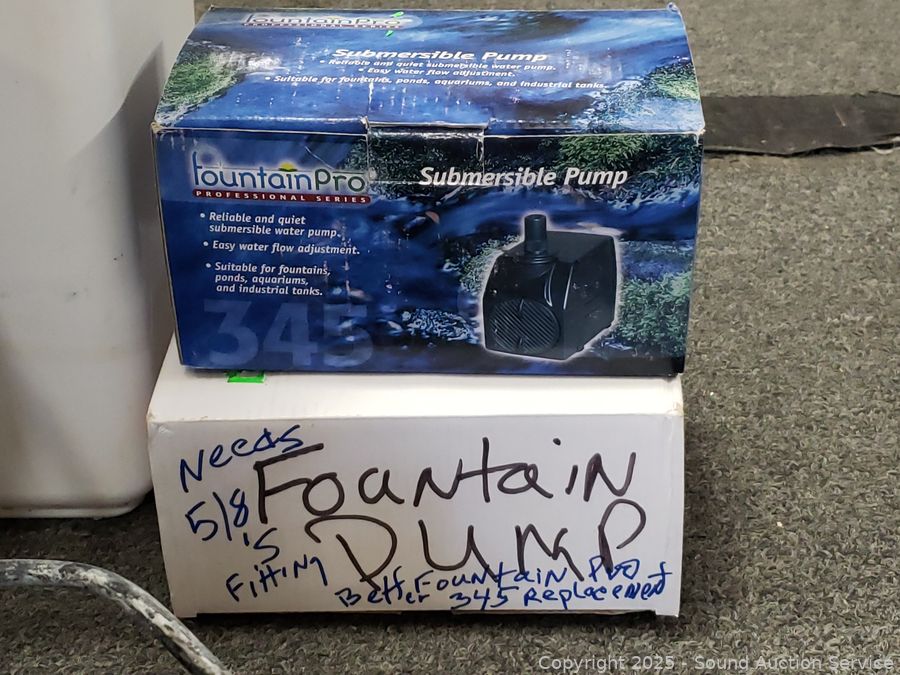 fountainPro
PROFESSIONAL SERIES
Submersible Pump
• Reliable and quiet submersible water pump.
• Easy water flow adjustment.
• Suitable for fountains, ponds, aquariums, and industrial tanks.
fountainPro
PROFESSIONAL SERIES
Submersible Pump
• Reliable and quiet
submersible water pump.
• Easy water flow adjustment.
• Suitable for fountains,
ponds, aquariums,
and industrial tanks.
345
Needs
5/8
Fitting
FountaiN
PUMP
Fountain Pro
345 Replacement
Copyright 2025 - Sound Auction Service